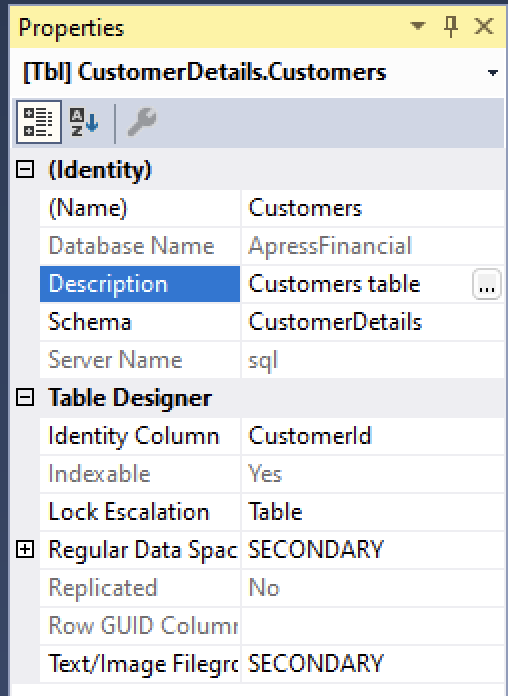 Properties
[Tbl] CustomerDetails.Customers
(Identity)
(Name) Customers
Database Name ApressFinancial
Description Customers table ...
Schema CustomerDetails
Server Name sql
Table Designer
Identity Column CustomerId
Indexable Yes
Lock Escalation Table
Regular Data Spac SECONDARY
Replicated No
Row GUID Column
Text/Image Filegro SECONDARY